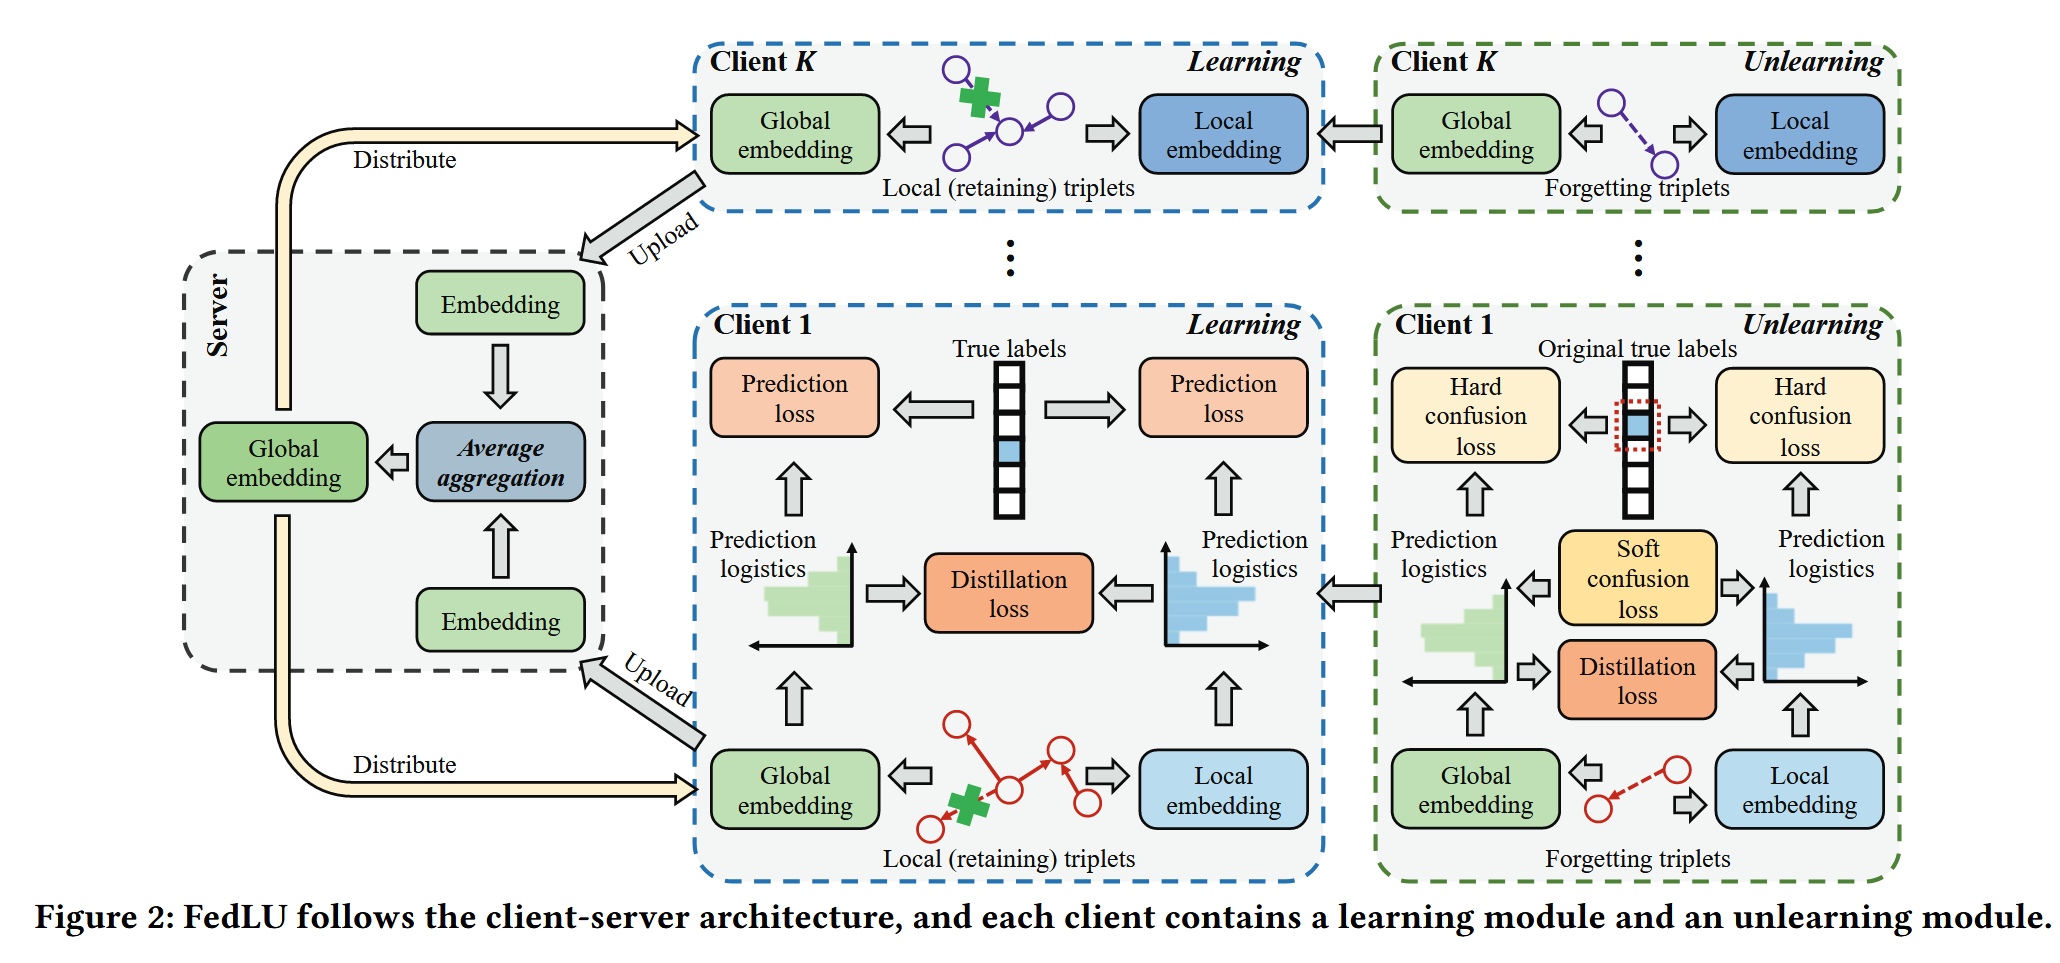 Client K
Learning
Global
embedding
Local
embedding
Local (retaining) triplets
Client K
Unlearning
Global
embedding
Local
embedding
Forgetting triplets
Distribute
Upload
Server
Embedding
Global
embedding
Average
aggregation
Embedding
Upload
Distribute
Client 1
Learning
True labels
Prediction
loss
Prediction
loss
Prediction
logistics
Distillation
loss
Prediction
logistics
Global
embedding
Local
embedding
Local (retaining) triplets
Client 1
Unlearning
Original true labels
Hard
confusion
loss
Hard
confusion
loss
Prediction
logistics
Soft
confusion
loss
Prediction
logistics
Distillation
loss
Global
embedding
Local
embedding
Forgetting triplets
Figure 2: FedLU follows the client-server architecture, and each client contains a learning module and an unlearning module.